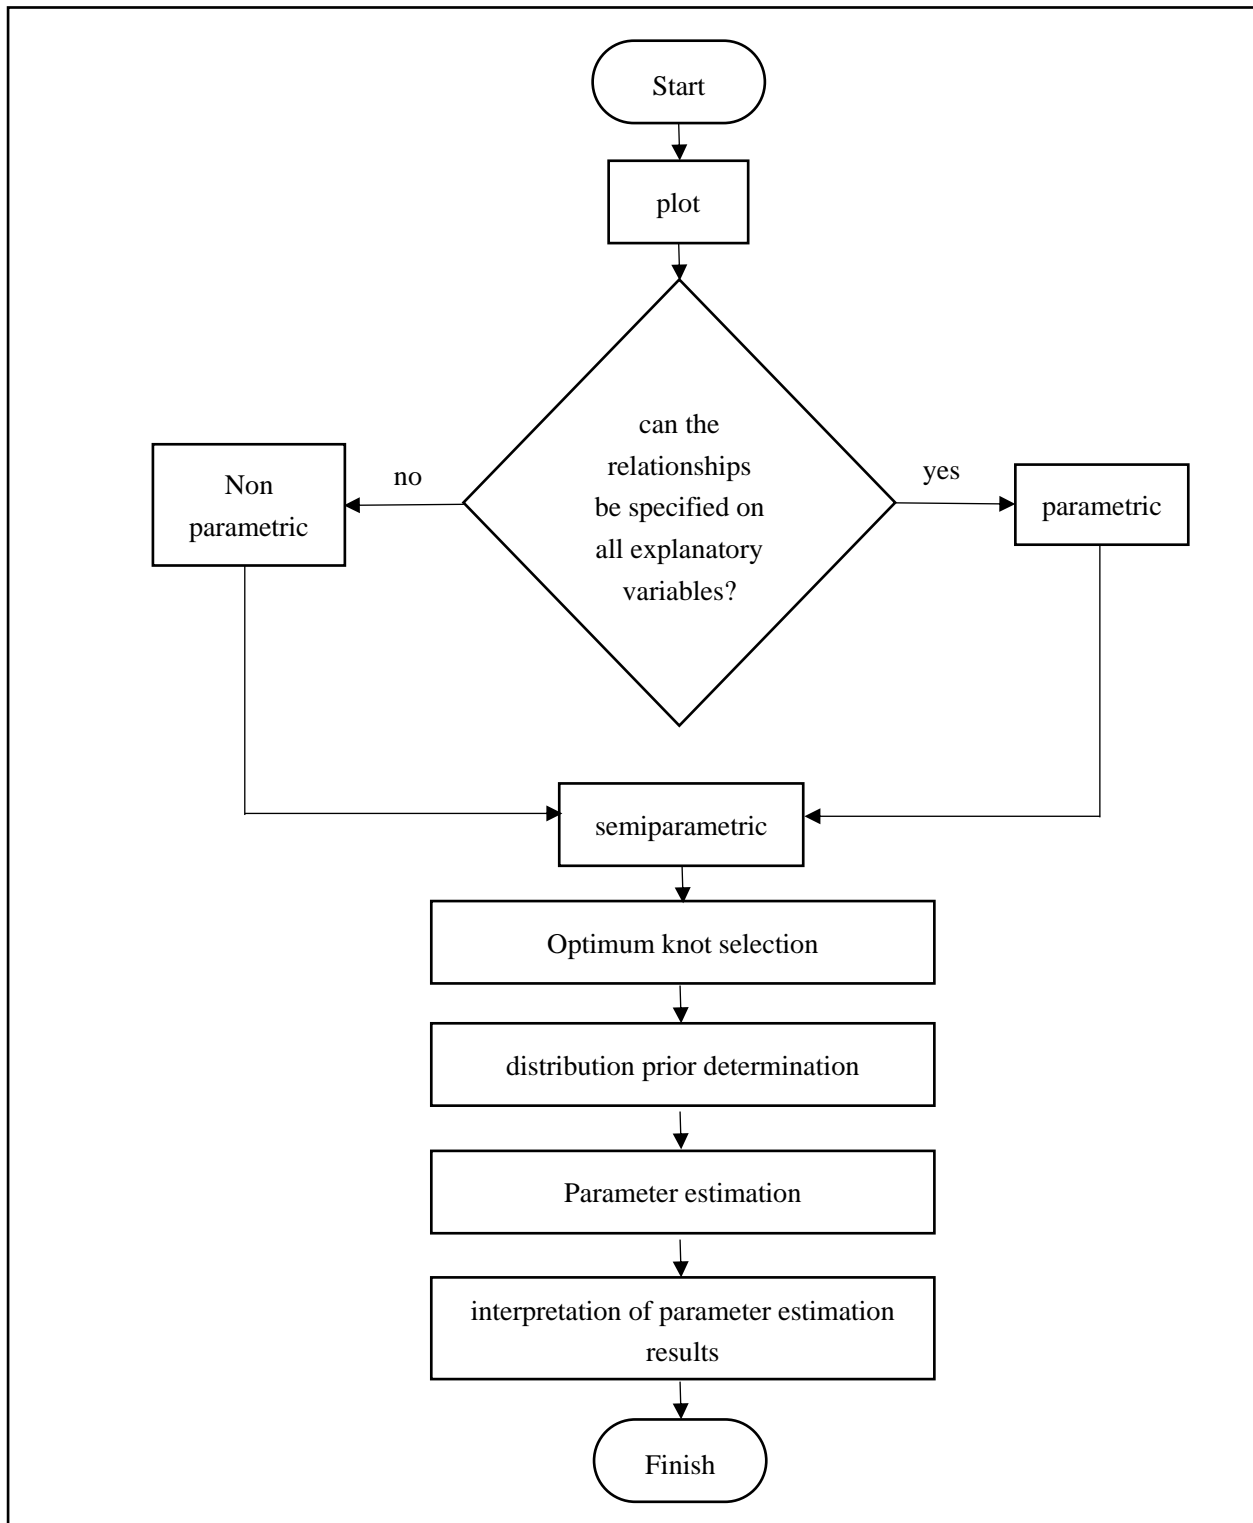 Start
plot
can the
relationships
be specified on
all explanatory
variables?
no
yes
Non
parametric
parametric
semiparametric
Optimum knot selection
distribution prior determination
Parameter estimation
interpretation of parameter estimation
results
Finish